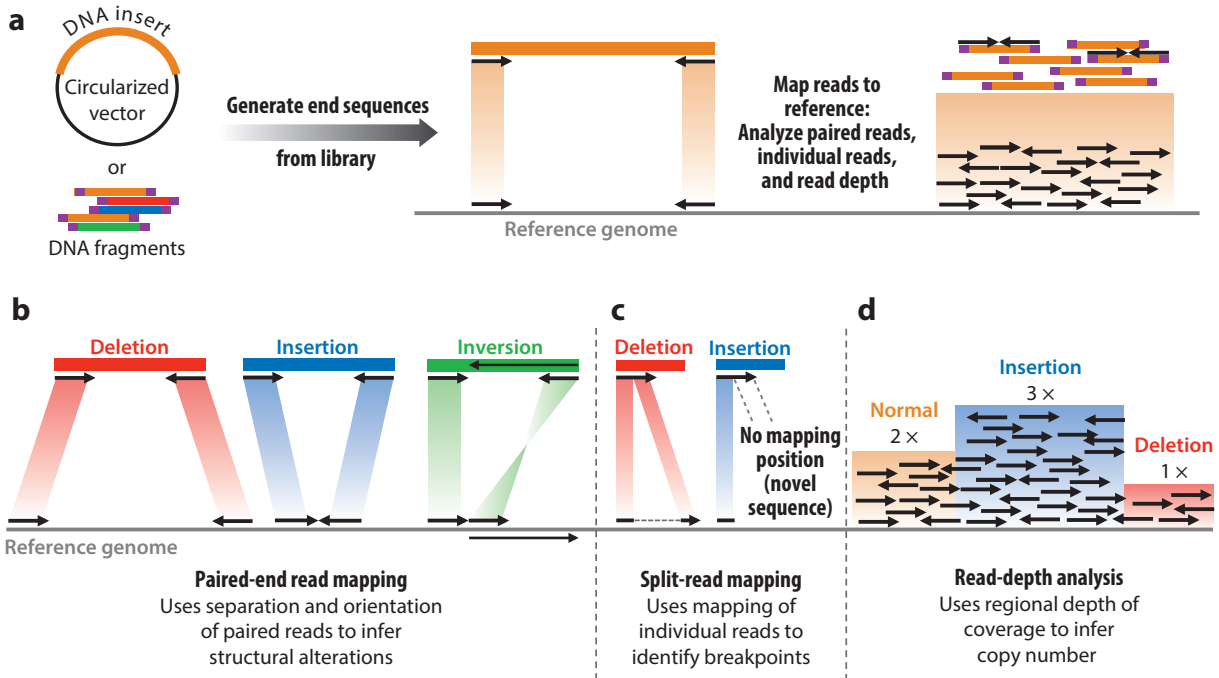 a
DNA insert
Circularized
vector
or
DNA fragments
Generate end sequences
from library
Reference genome
Map reads to
reference:
Analyze paired reads,
individual reads,
and read depth
b
Deletion
Insertion
Inversion
Reference genome
Paired-end read mapping
Uses separation and orientation
of paired reads to infer
structural alterations
c
Deletion
Insertion
No mapping
position
(novel
sequence)
Split-read mapping
Uses mapping of
individual reads to
identify breakpoints
d
Normal
2 ×
Insertion
3 ×
Deletion
1 ×
Read-depth analysis
Uses regional depth of
coverage to infer
copy number